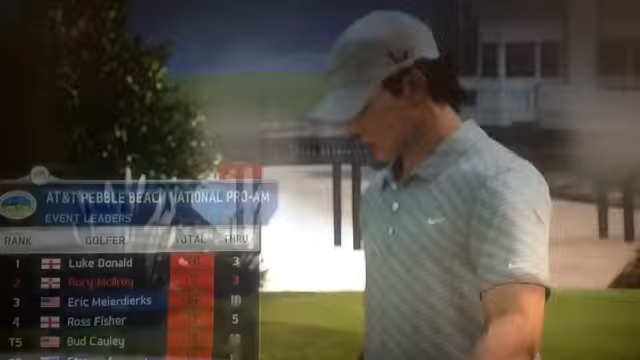 AT&T PEBBLE BEACH NATIONAL PRO-AM
EVENT LEADERS
RANK GOLFER TOTAL THRU
1 Luke Donald 3
2 Rory McIlroy 3
3 Eric Meierdierks
4 Ross Fisher 5
T5 Bud Cauley